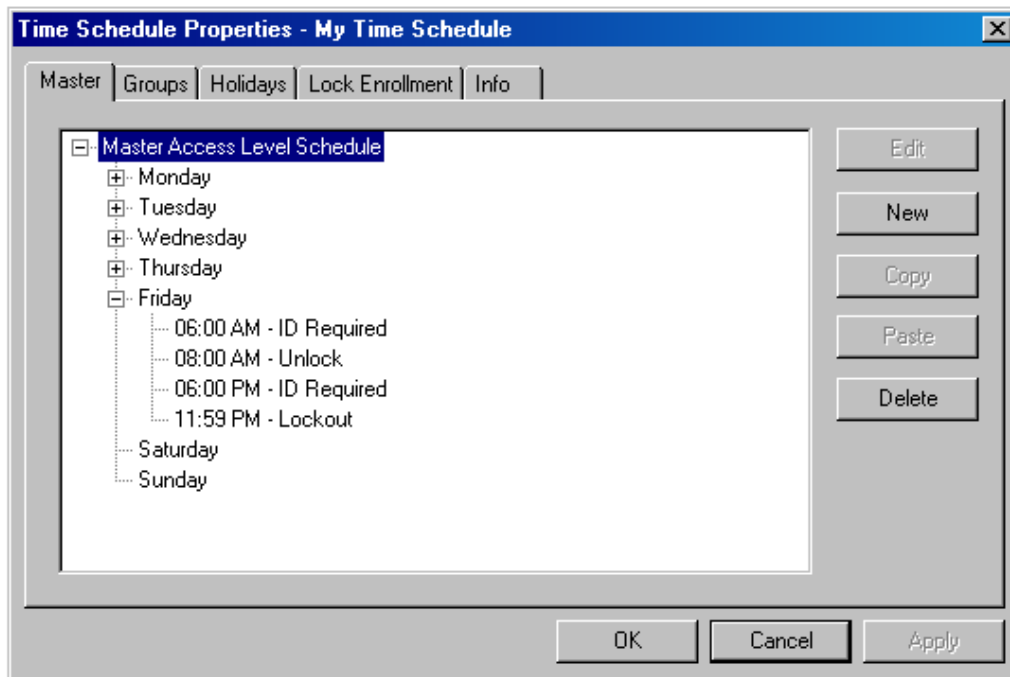 Time Schedule Properties - My Time Schedule
Master
Groups
Holidays
Lock Enrollment
Info
Master Access Level Schedule
Monday
Tuesday
Wednesday
Thursday
Friday
06:00 AM - ID Required
08:00 AM - Unlock
06:00 PM - ID Required
11:59 PM - Lockout
Saturday
Sunday
Edit
New
Copy
Paste
Delete
OK
Cancel
Apply